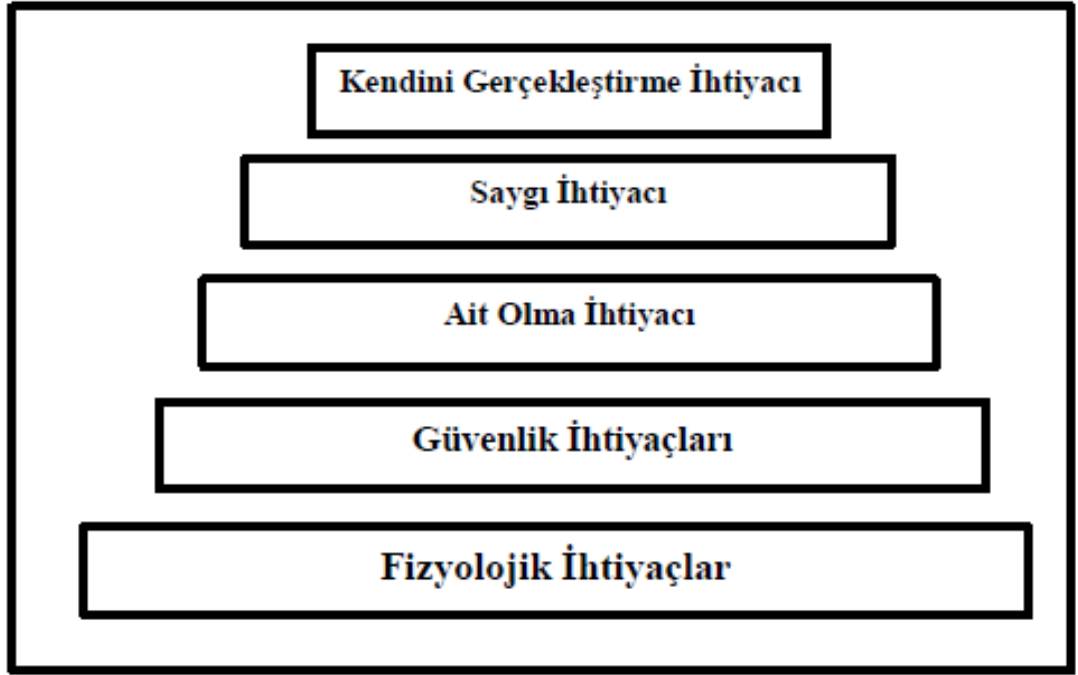 Kendini Gerçekleştirme İhtiyacı
Saygı İhtiyacı
Ait Olma İhtiyacı
Güvenlik İhtiyaçları
Fizyolojik İhtiyaçlar